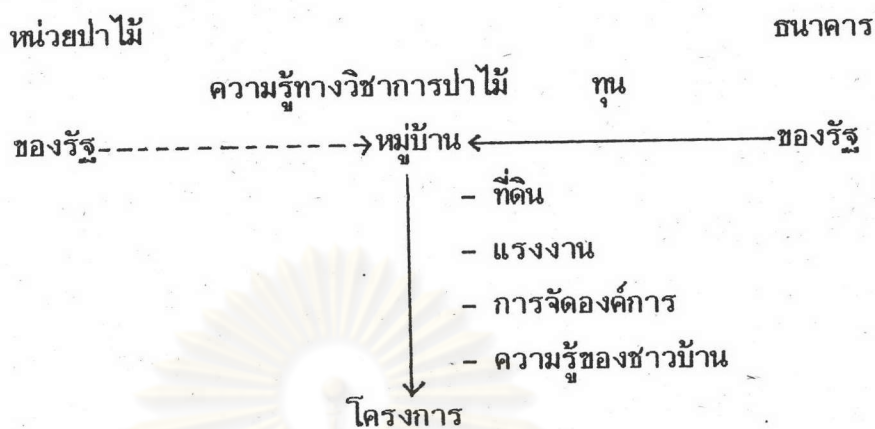 หน่วยป่าไม้ ธนาคาร
ความรู้ทางวิชาการป่าไม้ ทุน
ของรัฐ หมู่บ้าน ของรัฐ
- ที่ดิน
- แรงงาน
- การจัดองค์การ
- ความรู้ของชาวบ้าน
โครงการ